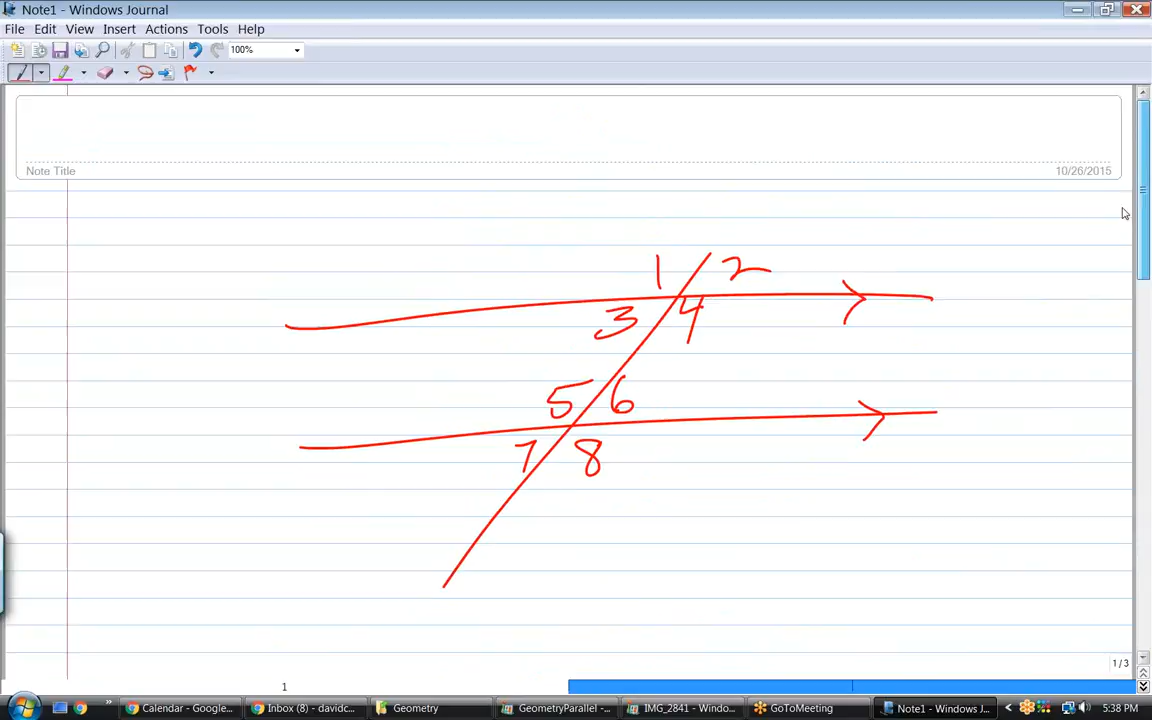 Note1 - Windows Journal
File Edit View Insert Actions Tools Help
100%
Note Title
10/26/2015
1 2
3 4
5 6
7 8
1/3
1
Calendar - Google... Inbox (8) - davidc... Geometry GeometryParallel -... IMG_2841 - Windo... GoToMeeting Note1 - Windows J... 5:38 PM